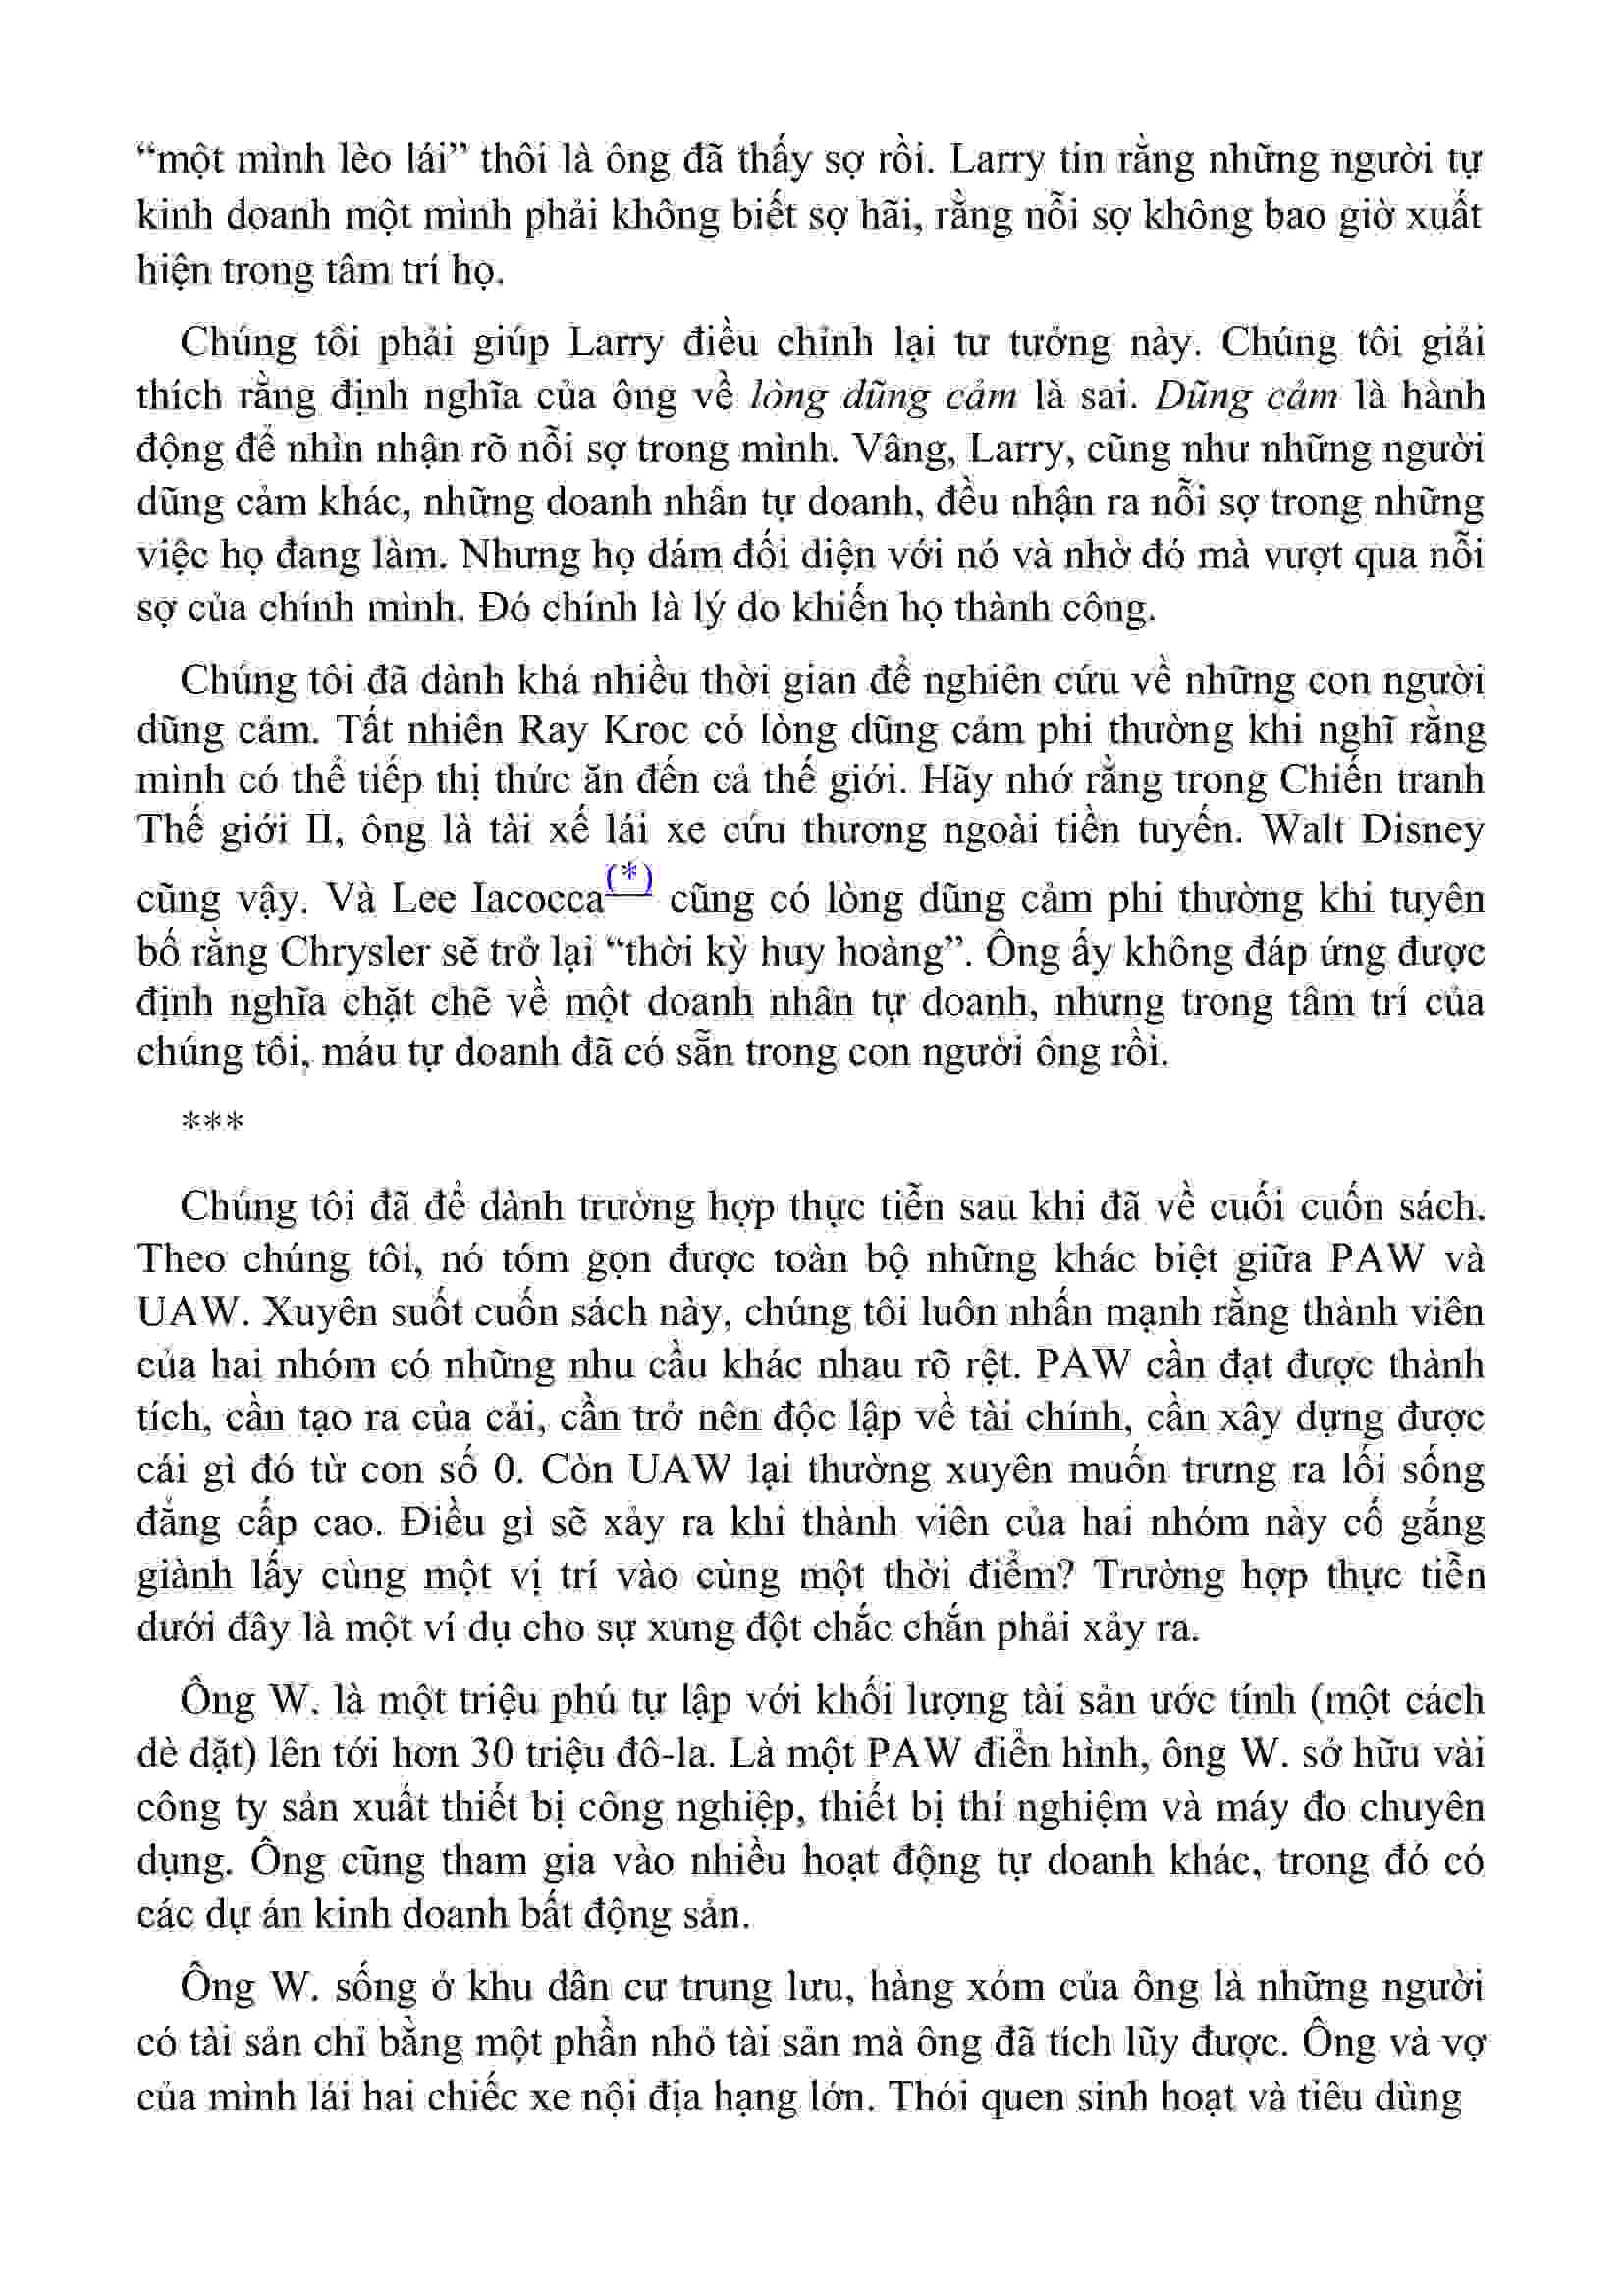 “một mình lèo lái” thôi là ông đã thấy sợ rồi. Larry tin rằng những người tự
kinh doanh một mình phải không biết sợ hãi, rằng nỗi sợ không bao giờ xuất
hiện trong tâm trí họ.
Chúng tôi phải giúp Larry điều chỉnh lại tư tưởng này. Chúng tôi giải
thích rằng định nghĩa của ông về lòng dũng cảm là sai. Dũng cảm là hành
động để nhìn nhận rõ nỗi sợ trong mình. Vâng, Larry, cũng như những người
dũng cảm khác, những doanh nhân tự doanh, đều nhận ra nỗi sợ trong những
việc họ đang làm. Nhưng họ dám đối diện với nó và nhờ đó mà vượt qua nỗi
sợ của chính mình. Đó chính là lý do khiến họ thành công.
Chúng tôi đã dành khá nhiều thời gian để nghiên cứu về những con người
dũng cảm. Tất nhiên Ray Kroc có lòng dũng cảm phi thường khi nghĩ rằng
mình có thể tiếp thị thức ăn đến cả thế giới. Hãy nhớ rằng trong Chiến tranh
Thế giới II, ông là tài xế lái xe cứu thương ngoài tiền tuyến. Walt Disney
cũng vậy. Và Lee Iacocca(*) cũng có lòng dũng cảm phi thường khi tuyên
bố rằng Chrysler sẽ trở lại “thời kỳ huy hoàng”. Ông ấy không đáp ứng được
định nghĩa chặt chẽ về một doanh nhân tự doanh, nhưng trong tâm trí của
chúng tôi, máu tự doanh đã có sẵn trong con người ông rồi.
***
Chúng tôi đã để dành trường hợp thực tiễn sau khi đã về cuối cuốn sách.
Theo chúng tôi, nó tóm gọn được toàn bộ những khác biệt giữa PAW và
UAW. Xuyên suốt cuốn sách này, chúng tôi luôn nhấn mạnh rằng thành viên
của hai nhóm có những nhu cầu khác nhau rõ rệt. PAW cần đạt được thành
tích, cần tạo ra của cải, cần trở nên độc lập về tài chính, cần xây dựng được
cái gì đó từ con số 0. Còn UAW lại thường xuyên muốn trưng ra lối sống
đẳng cấp cao. Điều gì sẽ xảy ra khi thành viên của hai nhóm này cố gắng
giành lấy cùng một vị trí vào cùng một thời điểm? Trường hợp thực tiễn
dưới đây là một ví dụ cho sự xung đột chắc chắn phải xảy ra.
Ông W. là một triệu phú tự lập với khối lượng tài sản ước tính (một cách
dè dặt) lên tới hơn 30 triệu đô-la. Là một PAW điển hình, ông W. sở hữu vài
công ty sản xuất thiết bị công nghiệp, thiết bị thí nghiệm và máy đo chuyên
dụng. Ông cũng tham gia vào nhiều hoạt động tự doanh khác, trong đó có
các dự án kinh doanh bất động sản.
Ông W. sống ở khu dân cư trung lưu, hàng xóm của ông là những người
có tài sản chỉ bằng một phần nhỏ tài sản mà ông đã tích lũy được. Ông và vợ
của mình lái hai chiếc xe nội địa hạng lớn. Thói quen sinh hoạt và tiêu dùng